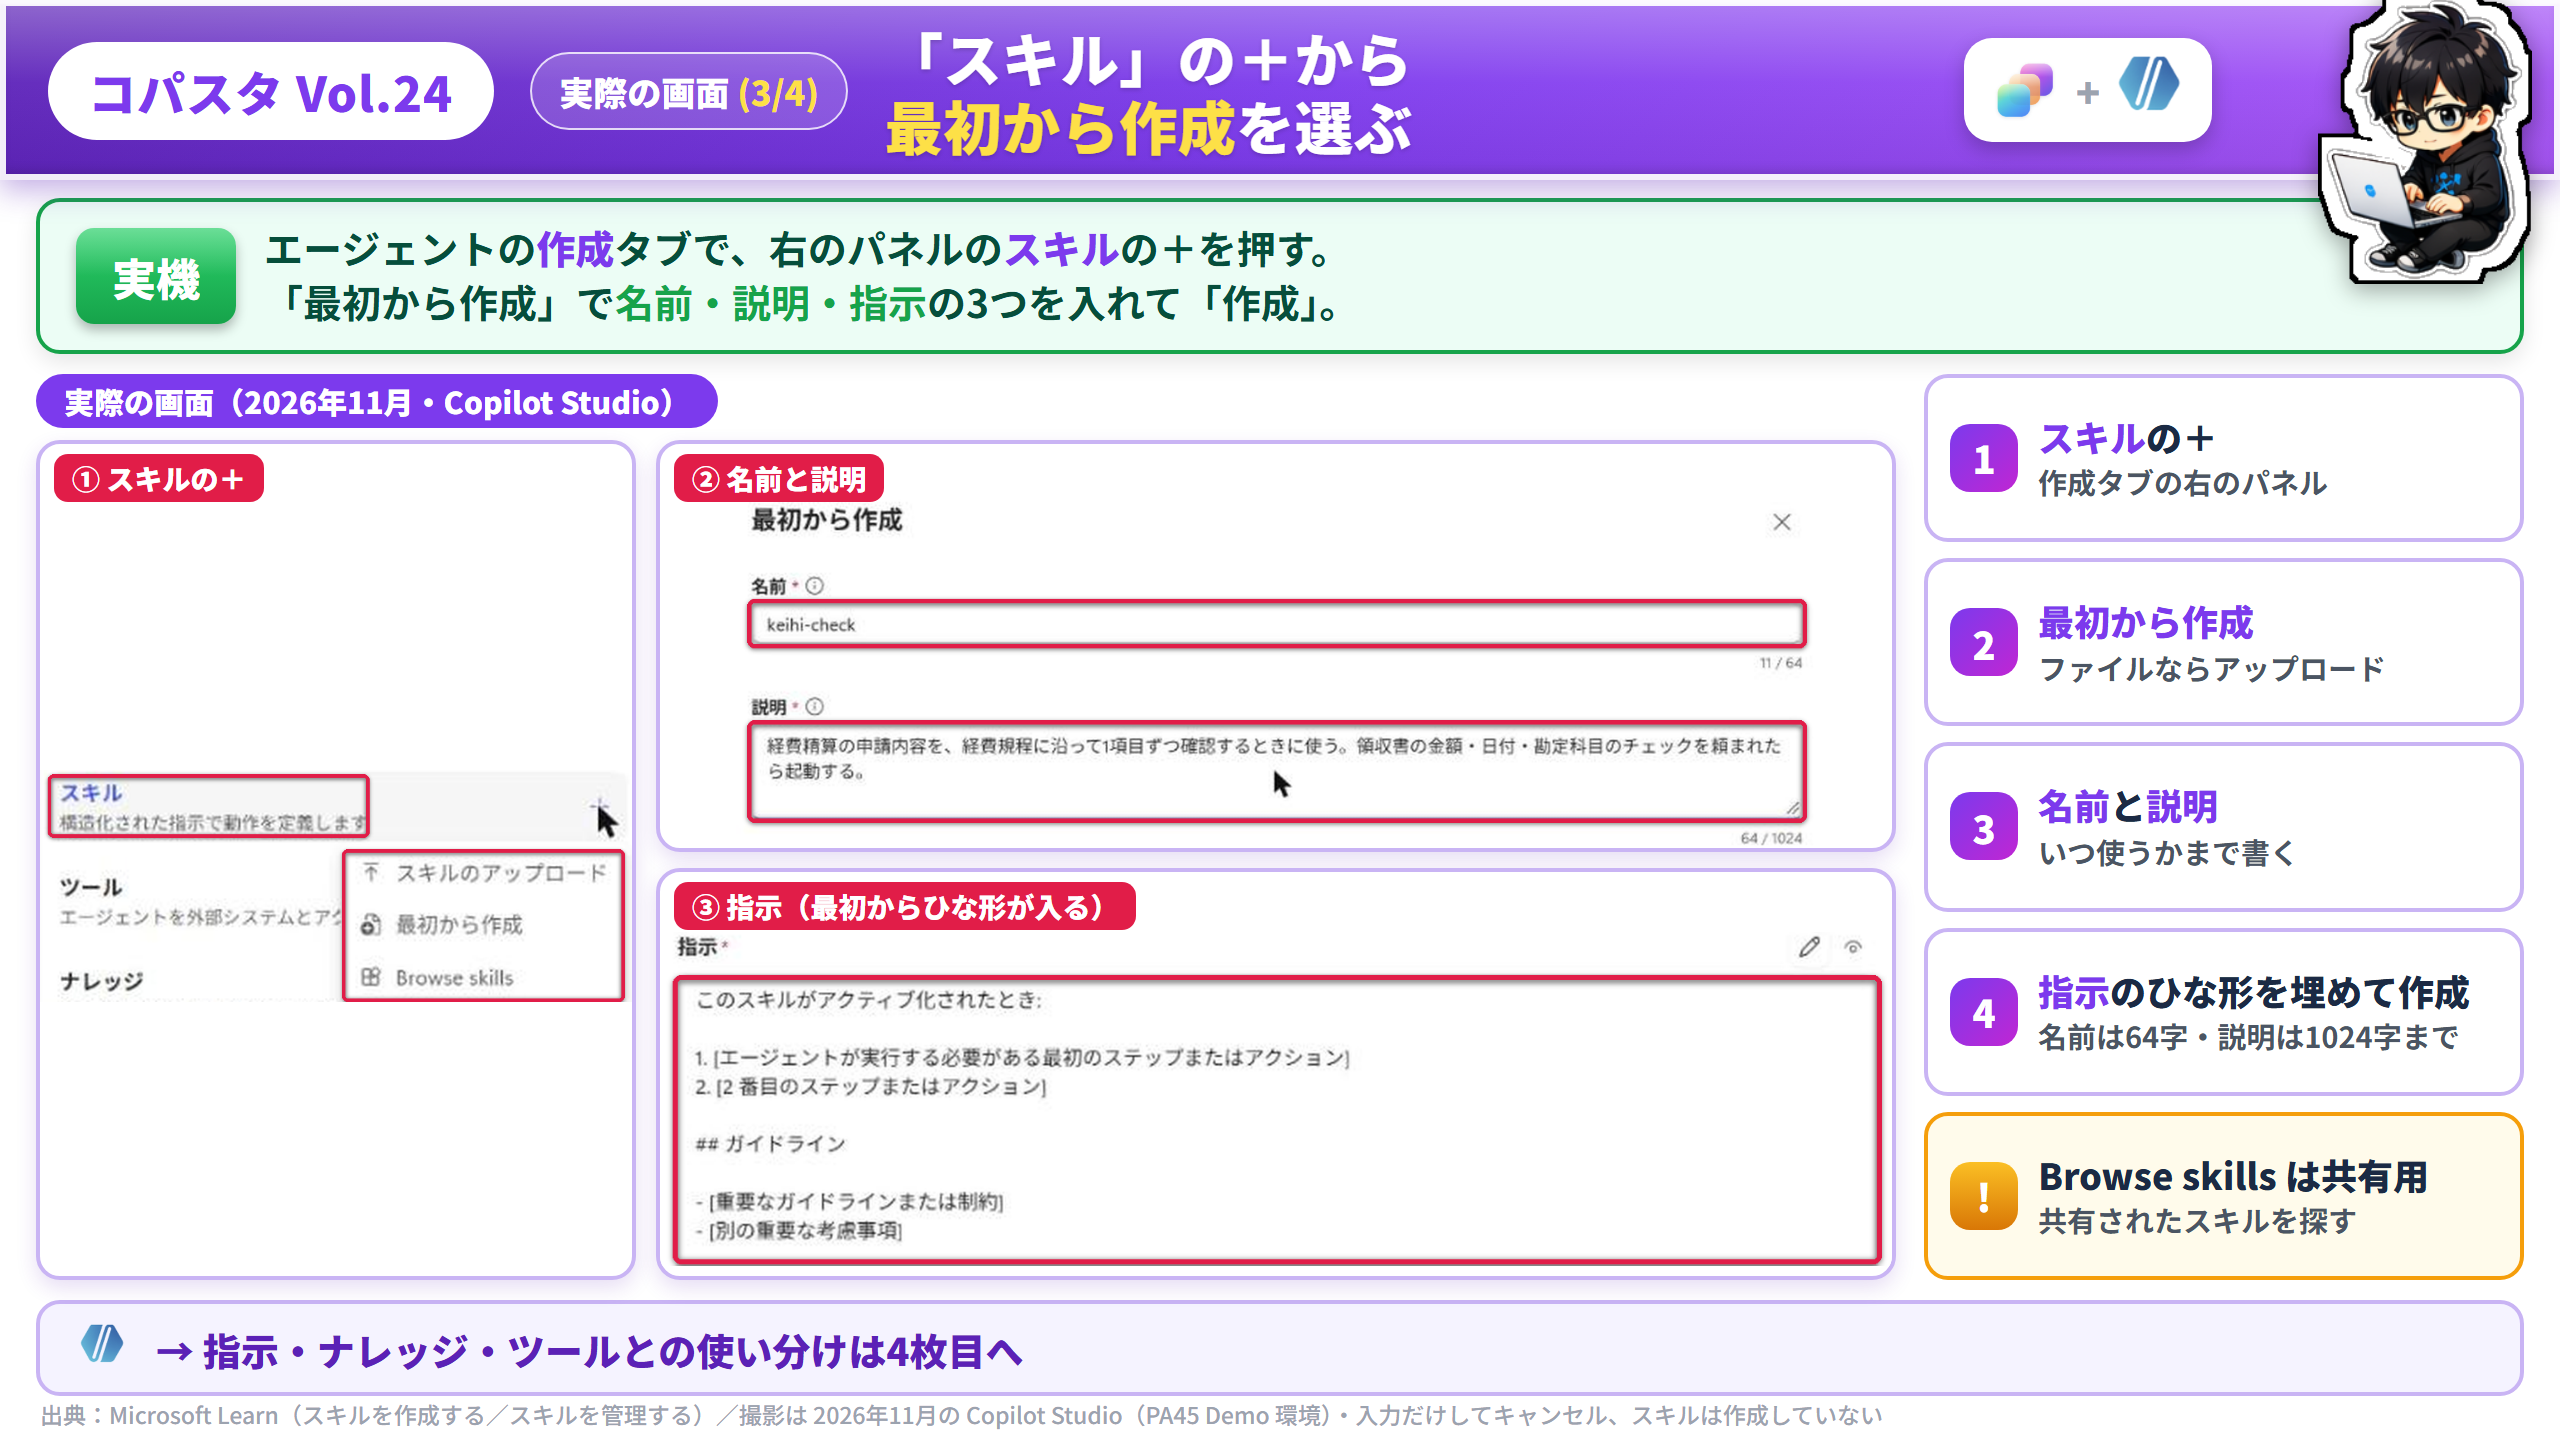 コパスタ Vol.24
実際の画面 (3/4)
「スキル」の＋から
最初から作成を選ぶ
+
実機
エージェントの作成タブで、右のパネルのスキルの＋を押す。
「最初から作成」で名前・説明・指示の3つを入れて「作成」。
実際の画面（2026年11月・Copilot Studio）
① スキルの＋
スキル
構造化された指示で動作を定義します
ツール
エージェントを外部システムとアク
ナレッジ
スキルのアップロード
最初から作成
Browse skills
② 名前と説明
最初から作成
名前 *
keihi-check
11 / 64
説明 *
経費精算の申請内容を、経費規程に沿って1項目ずつ確認するときに使う。領収書の金額・日付・勘定科目のチェックを頼まれた
ら起動する。
64 / 1024
③ 指示（最初からひな形が入る）
指示 *
このスキルがアクティブ化されたとき:
1. [エージェントが実行する必要がある最初のステップまたはアクション]
2. [2 番目のステップまたはアクション]
## ガイドライン
- [重要なガイドラインまたは制約]
- [別の重要な考慮事項]
1
スキルの＋
作成タブの右のパネル
2
最初から作成
ファイルならアップロード
3
名前と説明
いつ使うかまで書く
4
指示のひな形を埋めて作成
名前は64字・説明は1024字まで
!
Browse skills は共有用
共有されたスキルを探す
→ 指示・ナレッジ・ツールとの使い分けは4枚目へ
出典：Microsoft Learn（スキルを作成する／スキルを管理する）／撮影は 2026年11月の Copilot Studio（PA45 Demo 環境）・入力だけしてキャンセル、スキルは作成していない